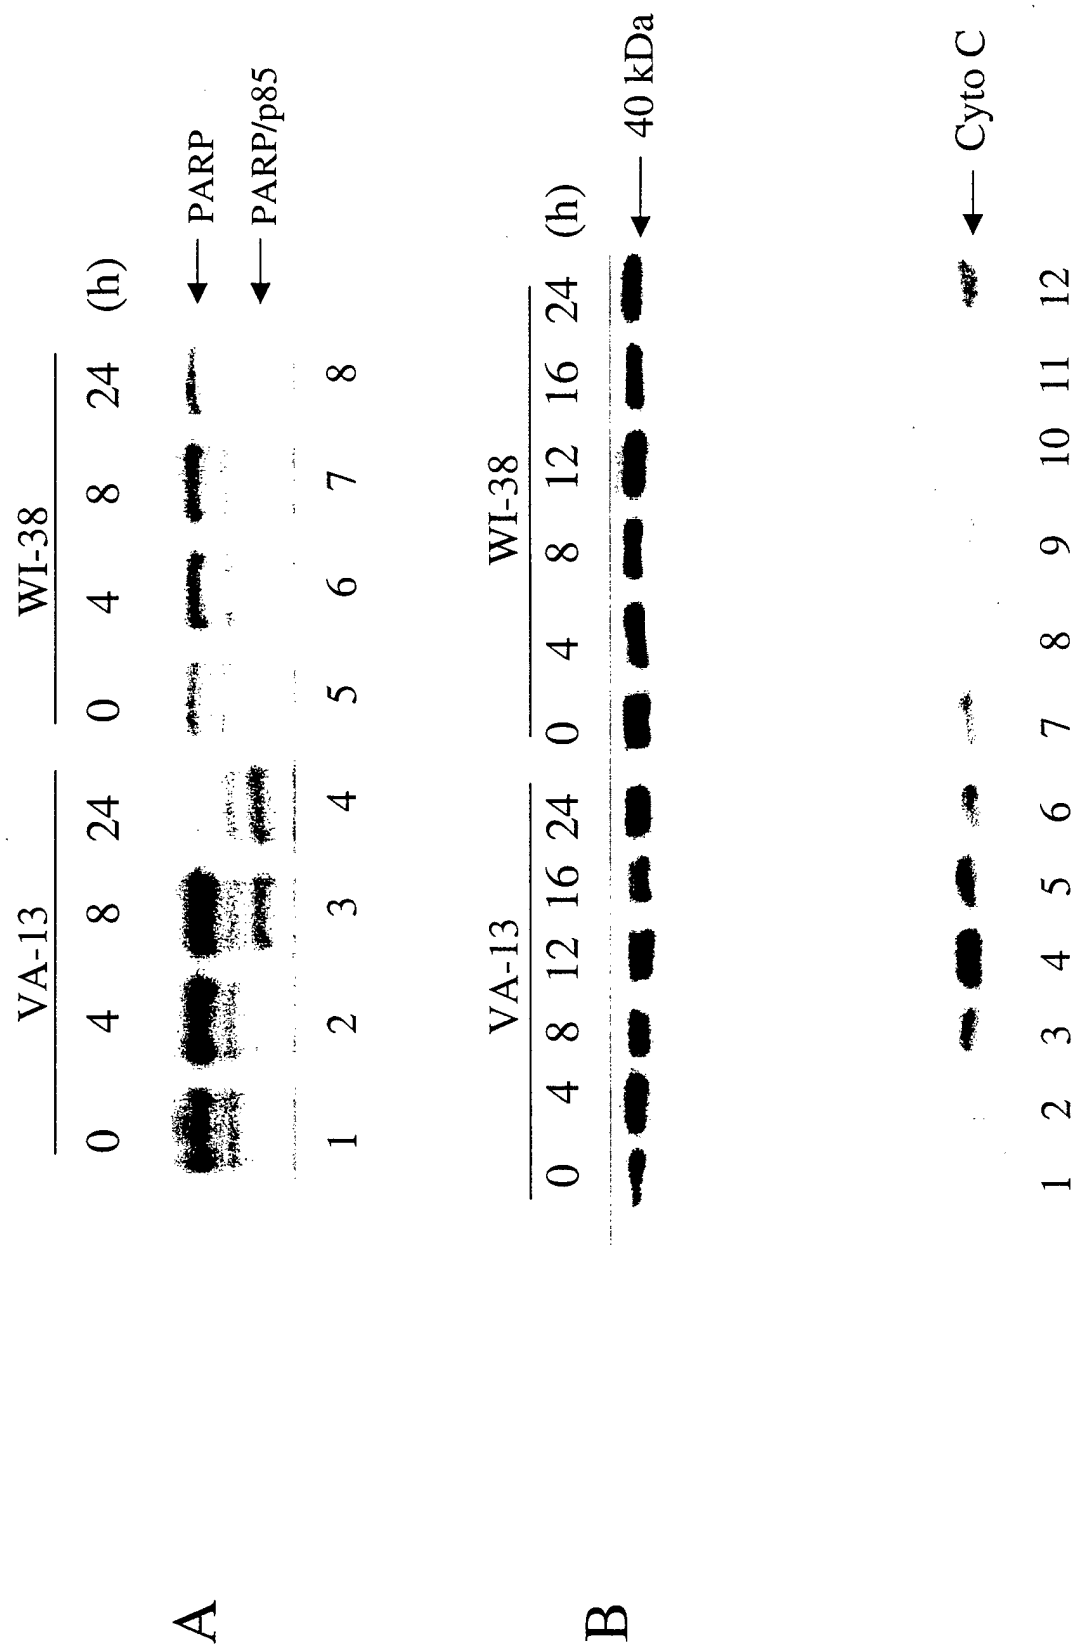 A
VA-13 WI-38
0 4 8 24 0 4 8 24 (h)
PARP
PARP/p85
1 2 3 4 5 6 7 8
B
VA-13 WI-38
0 4 8 12 16 24 0 4 8 12 16 24 (h)
40 kDa
Cyto C
1 2 3 4 5 6 7 8 9 10 11 12